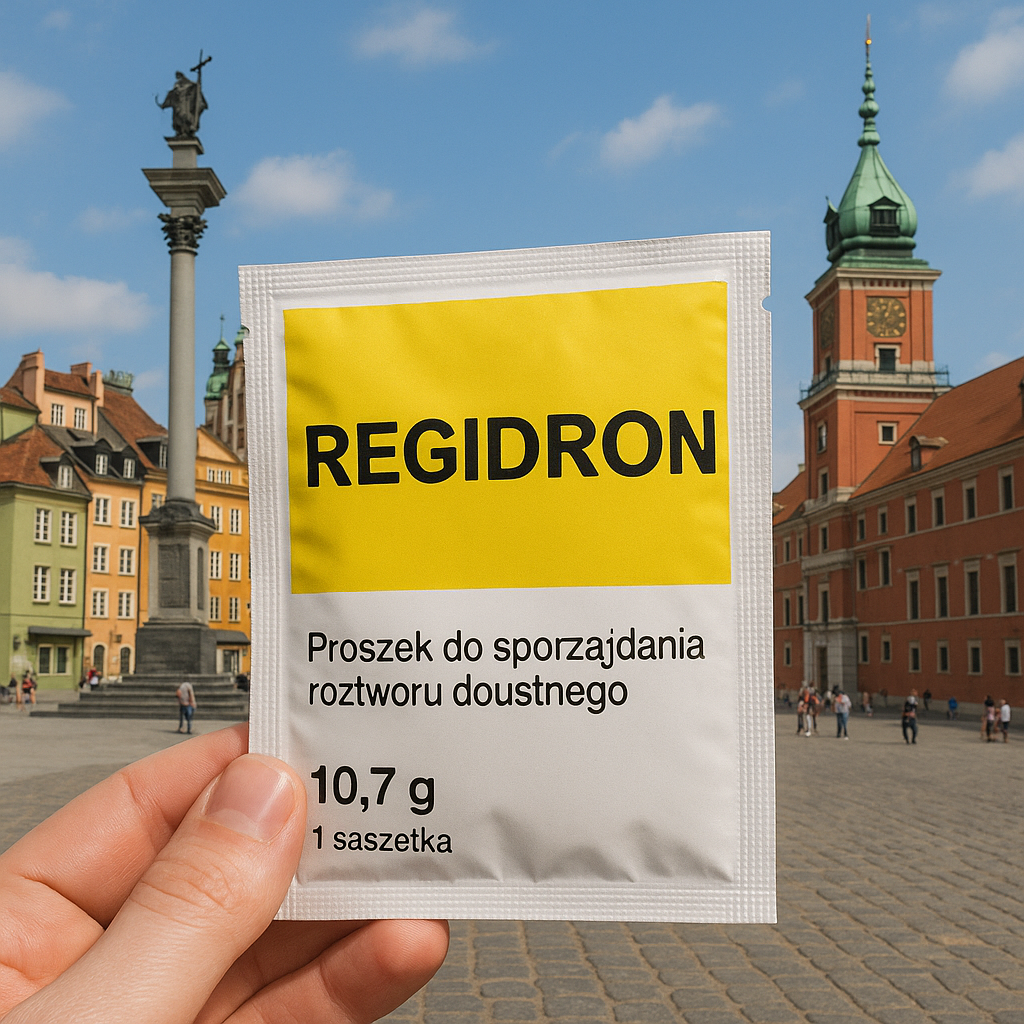 REGIDRON
Proszek do sporzajdania
roztworu doustnego
10,7 g
1 saszetka